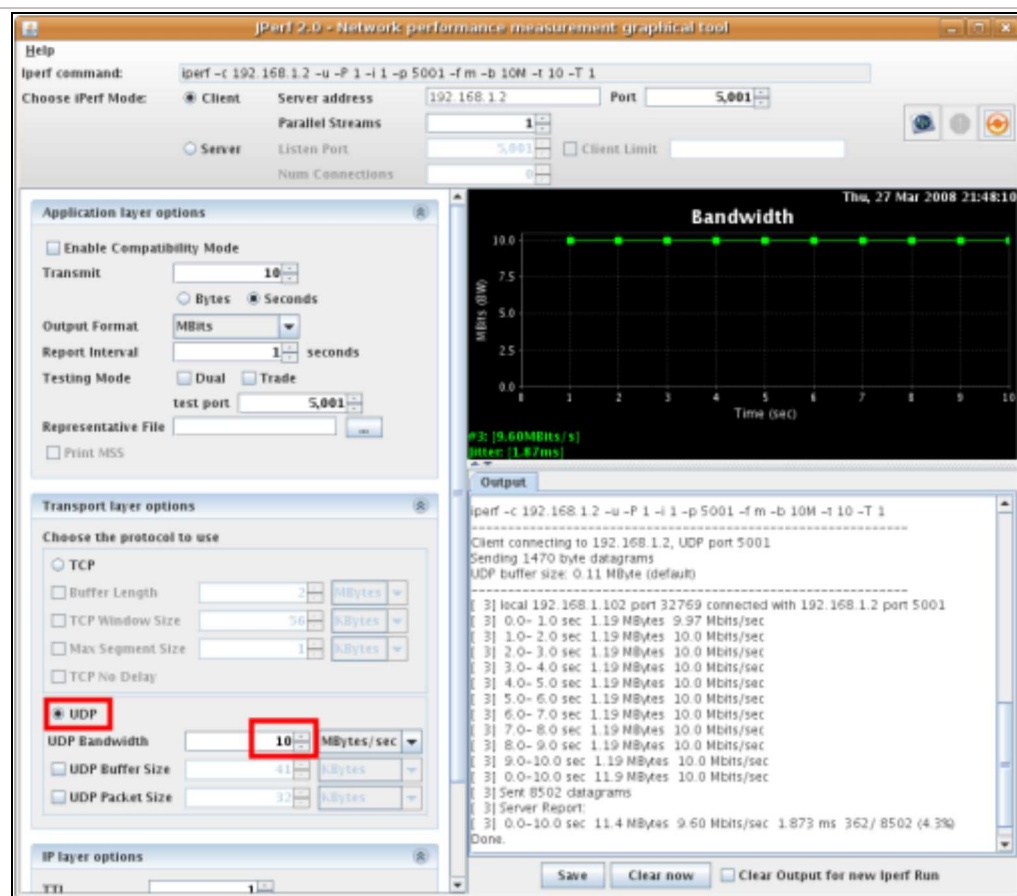 JPerf 2.0 - Network performance measurement graphical tool
Help
Iperf command: iperf -c 192.168.1.2 -u -P 1 -i 1 -p 5001 -f m -b 10M -t 10 -T 1
Choose iPerf Mode: Client Server address 192.168.1.2 Port 5,001
Parallel Streams 1
Server Listen Port 5,001 Client Limit
Num Connections 0
Application layer options
Enable Compatibility Mode
Transmit 10
Bytes Seconds
Output Format MBits
Report Interval 1 seconds
Testing Mode Dual Trade
test port 5,001
Representative File ...
Print MSS
Transport layer options
Choose the protocol to use
TCP
Buffer Length 2 MBytes
TCP Window Size 56 KBytes
Max Segment Size 1 KBytes
TCP No Delay
UDP
UDP Bandwidth 10 MBytes/sec
UDP Buffer Size 41 KBytes
UDP Packet Size 32 KBytes
IP layer options
TTL 1
Thu, 27 Mar 2008 21:48:10
Bandwidth
MBits (BW)
10.0
7.5
5.0
2.5
0.0
0 1 2 3 4 5 6 7 8 9 10
Time (sec)
#3: [9.60MBits/s]
Jitter: [1.87ms]
Output
iperf -c 192.168.1.2 -u -P 1 -i 1 -p 5001 -f m -b 10M -t 10 -T 1
------------------------------------------------------------
Client connecting to 192.168.1.2, UDP port 5001
Sending 1470 byte datagrams
UDP buffer size: 0.11 MByte (default)
------------------------------------------------------------
[ 3] local 192.168.1.102 port 32769 connected with 192.168.1.2 port 5001
[ 3] 0.0- 1.0 sec 1.19 MBytes 9.97 Mbits/sec
[ 3] 1.0- 2.0 sec 1.19 MBytes 10.0 Mbits/sec
[ 3] 2.0- 3.0 sec 1.19 MBytes 10.0 Mbits/sec
[ 3] 3.0- 4.0 sec 1.19 MBytes 10.0 Mbits/sec
[ 3] 4.0- 5.0 sec 1.19 MBytes 10.0 Mbits/sec
[ 3] 5.0- 6.0 sec 1.19 MBytes 10.0 Mbits/sec
[ 3] 6.0- 7.0 sec 1.19 MBytes 10.0 Mbits/sec
[ 3] 7.0- 8.0 sec 1.19 MBytes 10.0 Mbits/sec
[ 3] 8.0- 9.0 sec 1.19 MBytes 10.0 Mbits/sec
[ 3] 9.0-10.0 sec 1.19 MBytes 10.0 Mbits/sec
[ 3] 0.0-10.0 sec 11.9 MBytes 10.0 Mbits/sec
[ 3] Sent 8502 datagrams
[ 3] Server Report:
[ 3] 0.0-10.0 sec 11.4 MBytes 9.60 Mbits/sec 1.873 ms 362/ 8502 (4.3%)
Done.
Save Clear now Clear Output for new Iperf Run